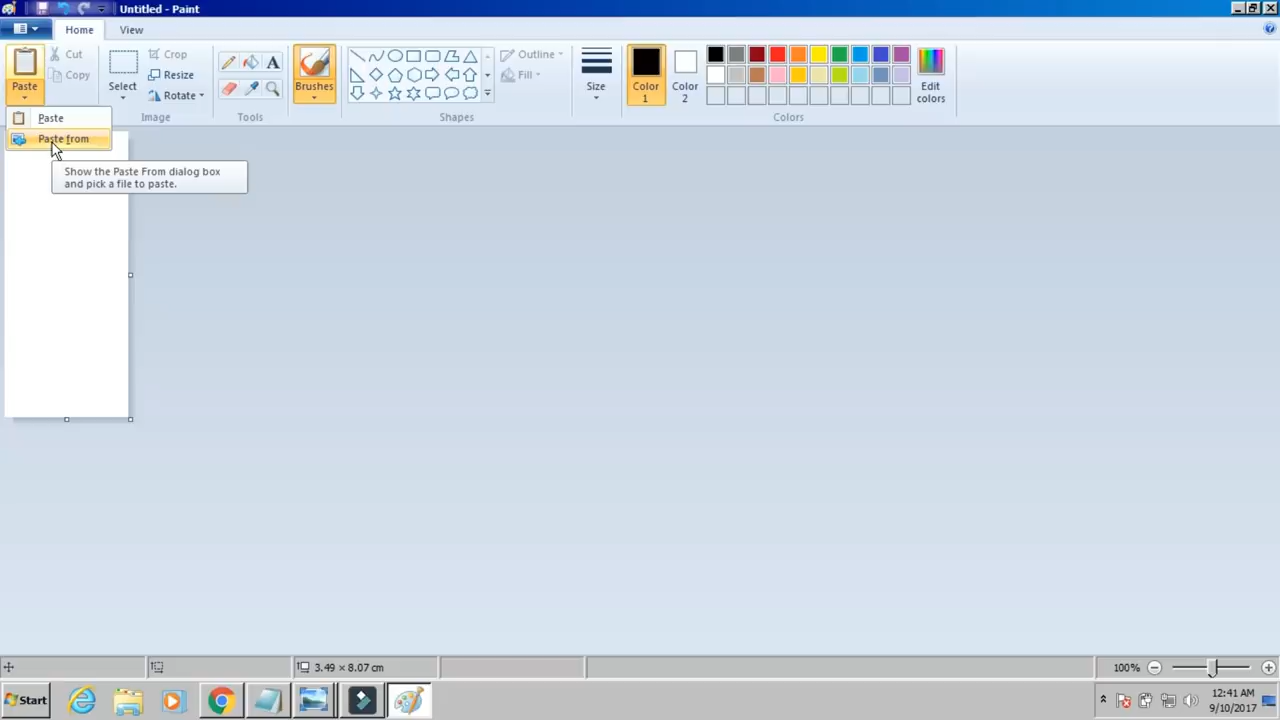 Untitled - Paint
Home
View
Paste
Cut
Copy
Select
Crop
Resize
Rotate
A
Brushes
Outline
Fill
Size
Color 1
Color 2
Edit colors
Image
Tools
Shapes
Colors
Paste
Paste from
Show the Paste From dialog box
and pick a file to paste.
3.49 × 8.07 cm
100%
Start
12:41 AM
9/10/2017